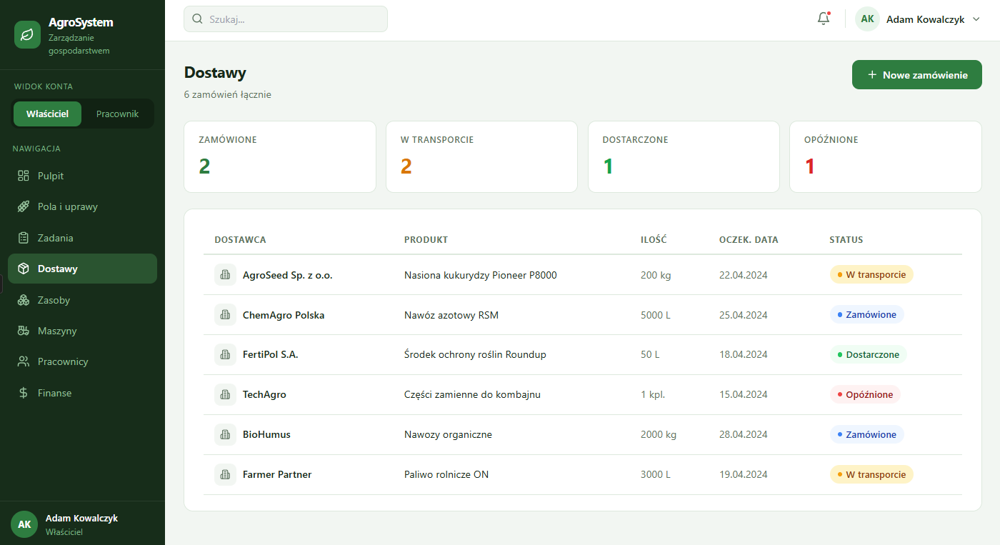 AgroSystem
Zarządzanie
gospodarstwem
WIDOK KONTA
Właściciel Pracownik
NAWIGACJA
Pulpit
Pola i uprawy
Zadania
Dostawy
Zasoby
Maszyny
Pracownicy
Finanse
AK Adam Kowalczyk
Właściciel
Szukaj...
AK Adam Kowalczyk
Dostawy
6 zamówień łącznie
+ Nowe zamówienie
ZAMÓWIONE
2
W TRANSPORCIE
2
DOSTARCZONE
1
OPÓŹNIONE
1
DOSTAWCA PRODUKT ILOŚĆ OCZEK. DATA STATUS
AgroSeed Sp. z o.o. Nasiona kukurydzy Pioneer P8000 200 kg 22.04.2024 W transporcie
ChemAgro Polska Nawóz azotowy RSM 5000 L 25.04.2024 Zamówione
FertiPol S.A. Środek ochrony roślin Roundup 50 L 18.04.2024 Dostarczone
TechAgro Części zamienne do kombajnu 1 kpl. 15.04.2024 Opóźnione
BioHumus Nawozy organiczne 2000 kg 28.04.2024 Zamówione
Farmer Partner Paliwo rolnicze ON 3000 L 19.04.2024 W transporcie